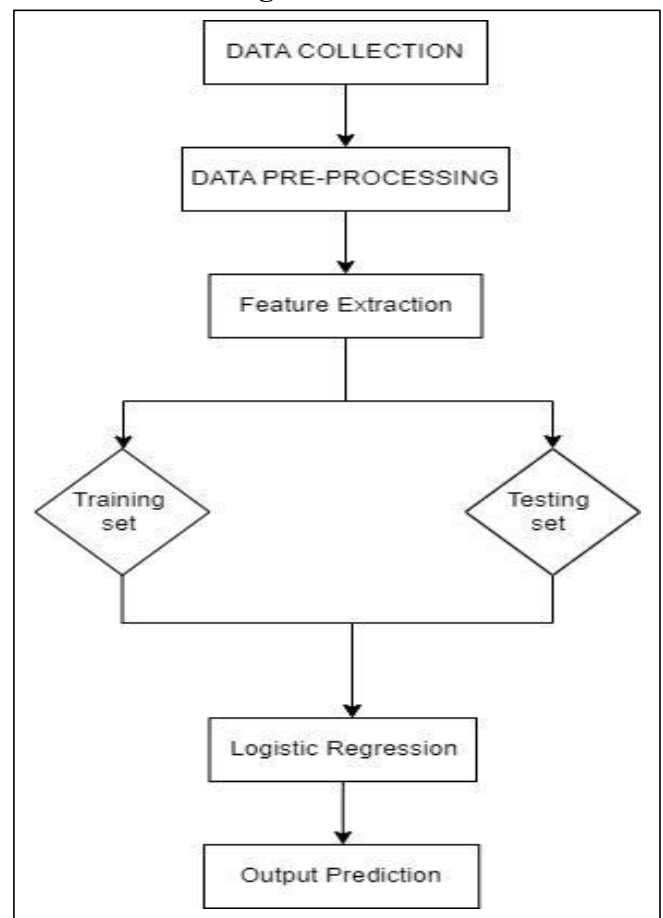 DATA COLLECTION
DATA PRE-PROCESSING
Feature Extraction
Training
set
Testing
set
Logistic Regression
Output Prediction